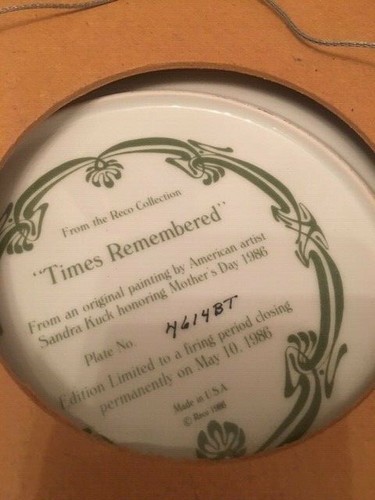 From the Reco Collection
"Times Remembered"
From an original painting by American artist
Sandra Kuck honoring Mother's Day 1986
Plate No. 4614BT
Edition Limited to a firing period closing
permanently on May 10, 1986
Made in U.S.A
© Reco 1986